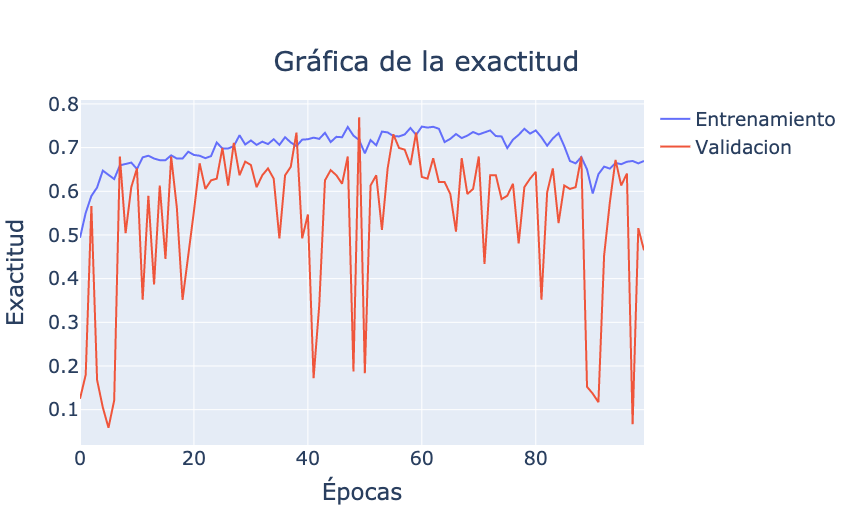 Gráfica de la exactitud
Entrenamiento
Validacion
0.8
0.7
0.6
0.5
0.4
0.3
0.2
0.1
Exactitud
0 20 40 60 80
Épocas